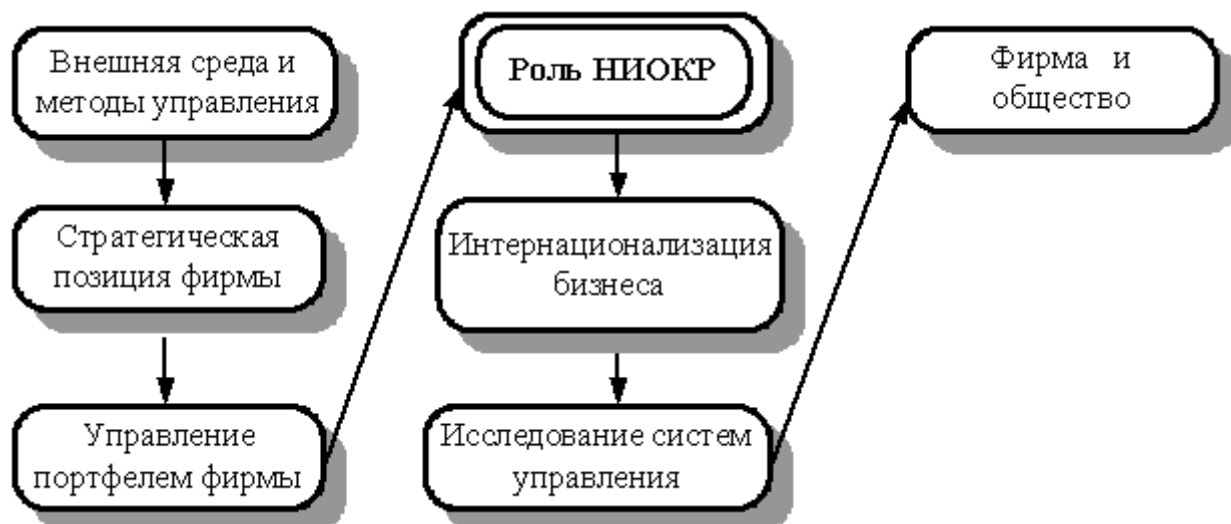 Внешняя среда и
методы управления
Стратегическая
позиция фирмы
Управление
портфелем фирмы
Роль НИОКР
Интернационализация
бизнеса
Исследование систем
управления
Фирма и
общество